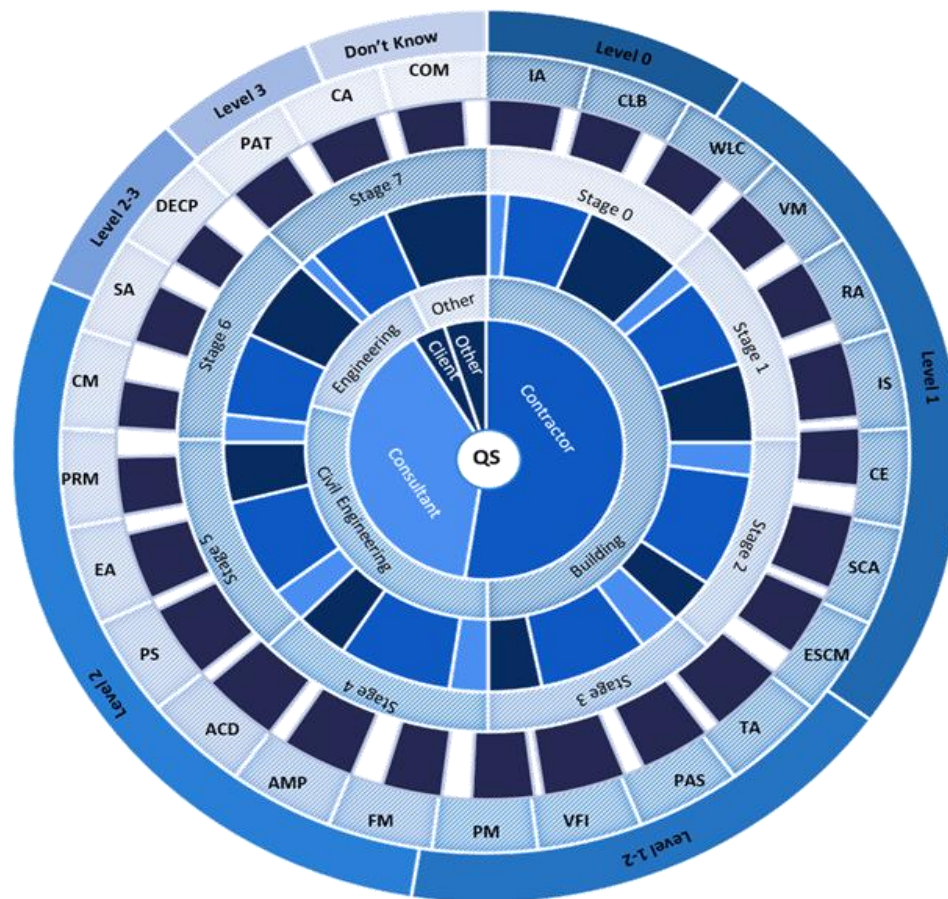 Level 0
Level 1
Level 1-2
Level 2
Level 2-3
Level 3
Don't Know
IA
CLB
WLC
VM
RA
IS
CE
SCA
ESCM
TA
PAS
VFI
PM
FM
AMP
ACD
PS
EA
PRM
CM
SA
DECP
PAT
CA
COM
Stage 0
Stage 1
Stage 2
Stage 3
Stage 4
Stage 5
Stage 6
Stage 7
Building
Civil Engineering
Engineering
Other
Contractor
Consultant
Client
Other
QS